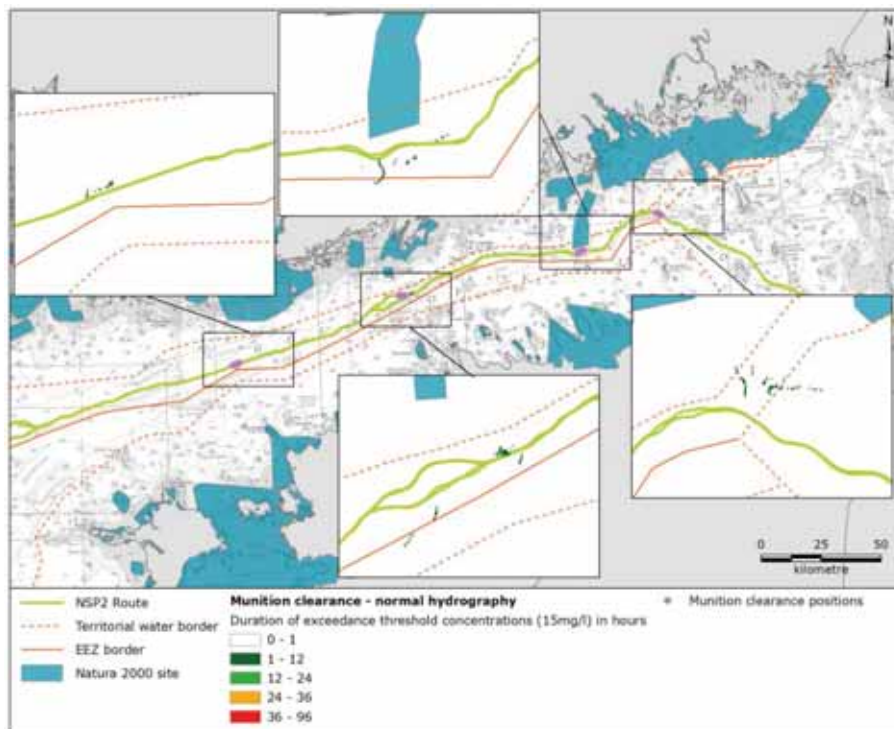 N
0 25 50
kilometre
NSP2 Route
Territorial water border
EEZ border
Natura 2000 site
Munition clearance - normal hydrography
Duration of exceedance threshold concentrations (15mg/l) in hours
0 - 1
1 - 12
12 - 24
24 - 36
36 - 96
Munition clearance positions